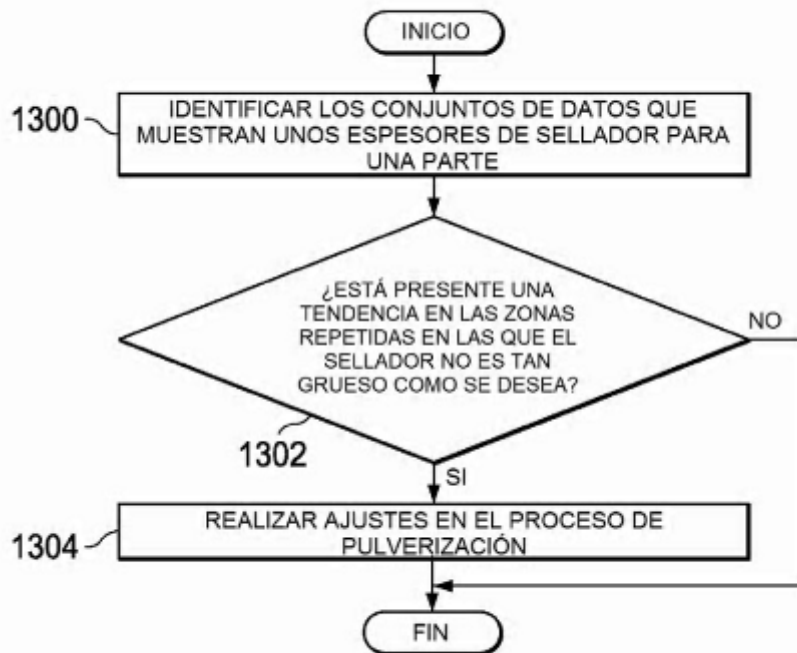 INICIO
1300
IDENTIFICAR LOS CONJUNTOS DE DATOS QUE
MUESTRAN UNOS ESPESORES DE SELLADOR PARA
UNA PARTE
¿ESTÁ PRESENTE UNA
TENDENCIA EN LAS ZONAS
REPETIDAS EN LAS QUE EL
SELLADOR NO ES TAN
GRUESO COMO SE DESEA?
NO
1302
SI
1304
REALIZAR AJUSTES EN EL PROCESO DE
PULVERIZACIÓN
FIN